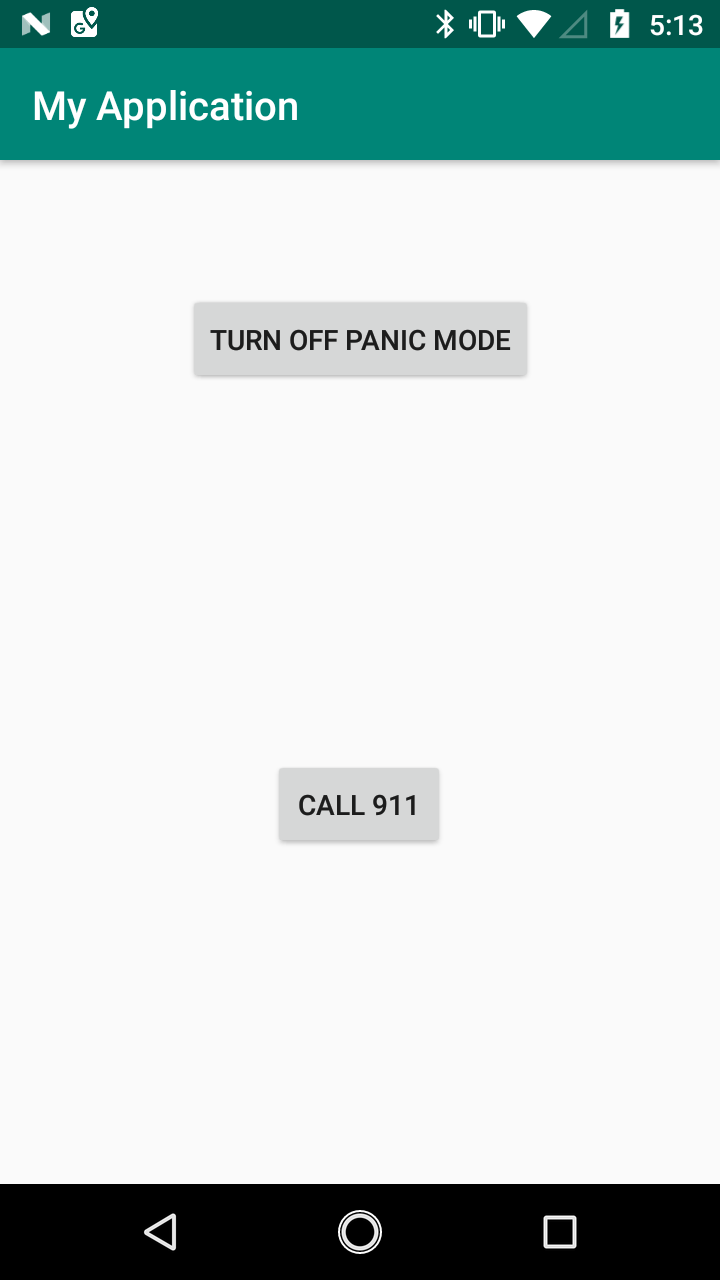 5:13
My Application
TURN OFF PANIC MODE
CALL 911